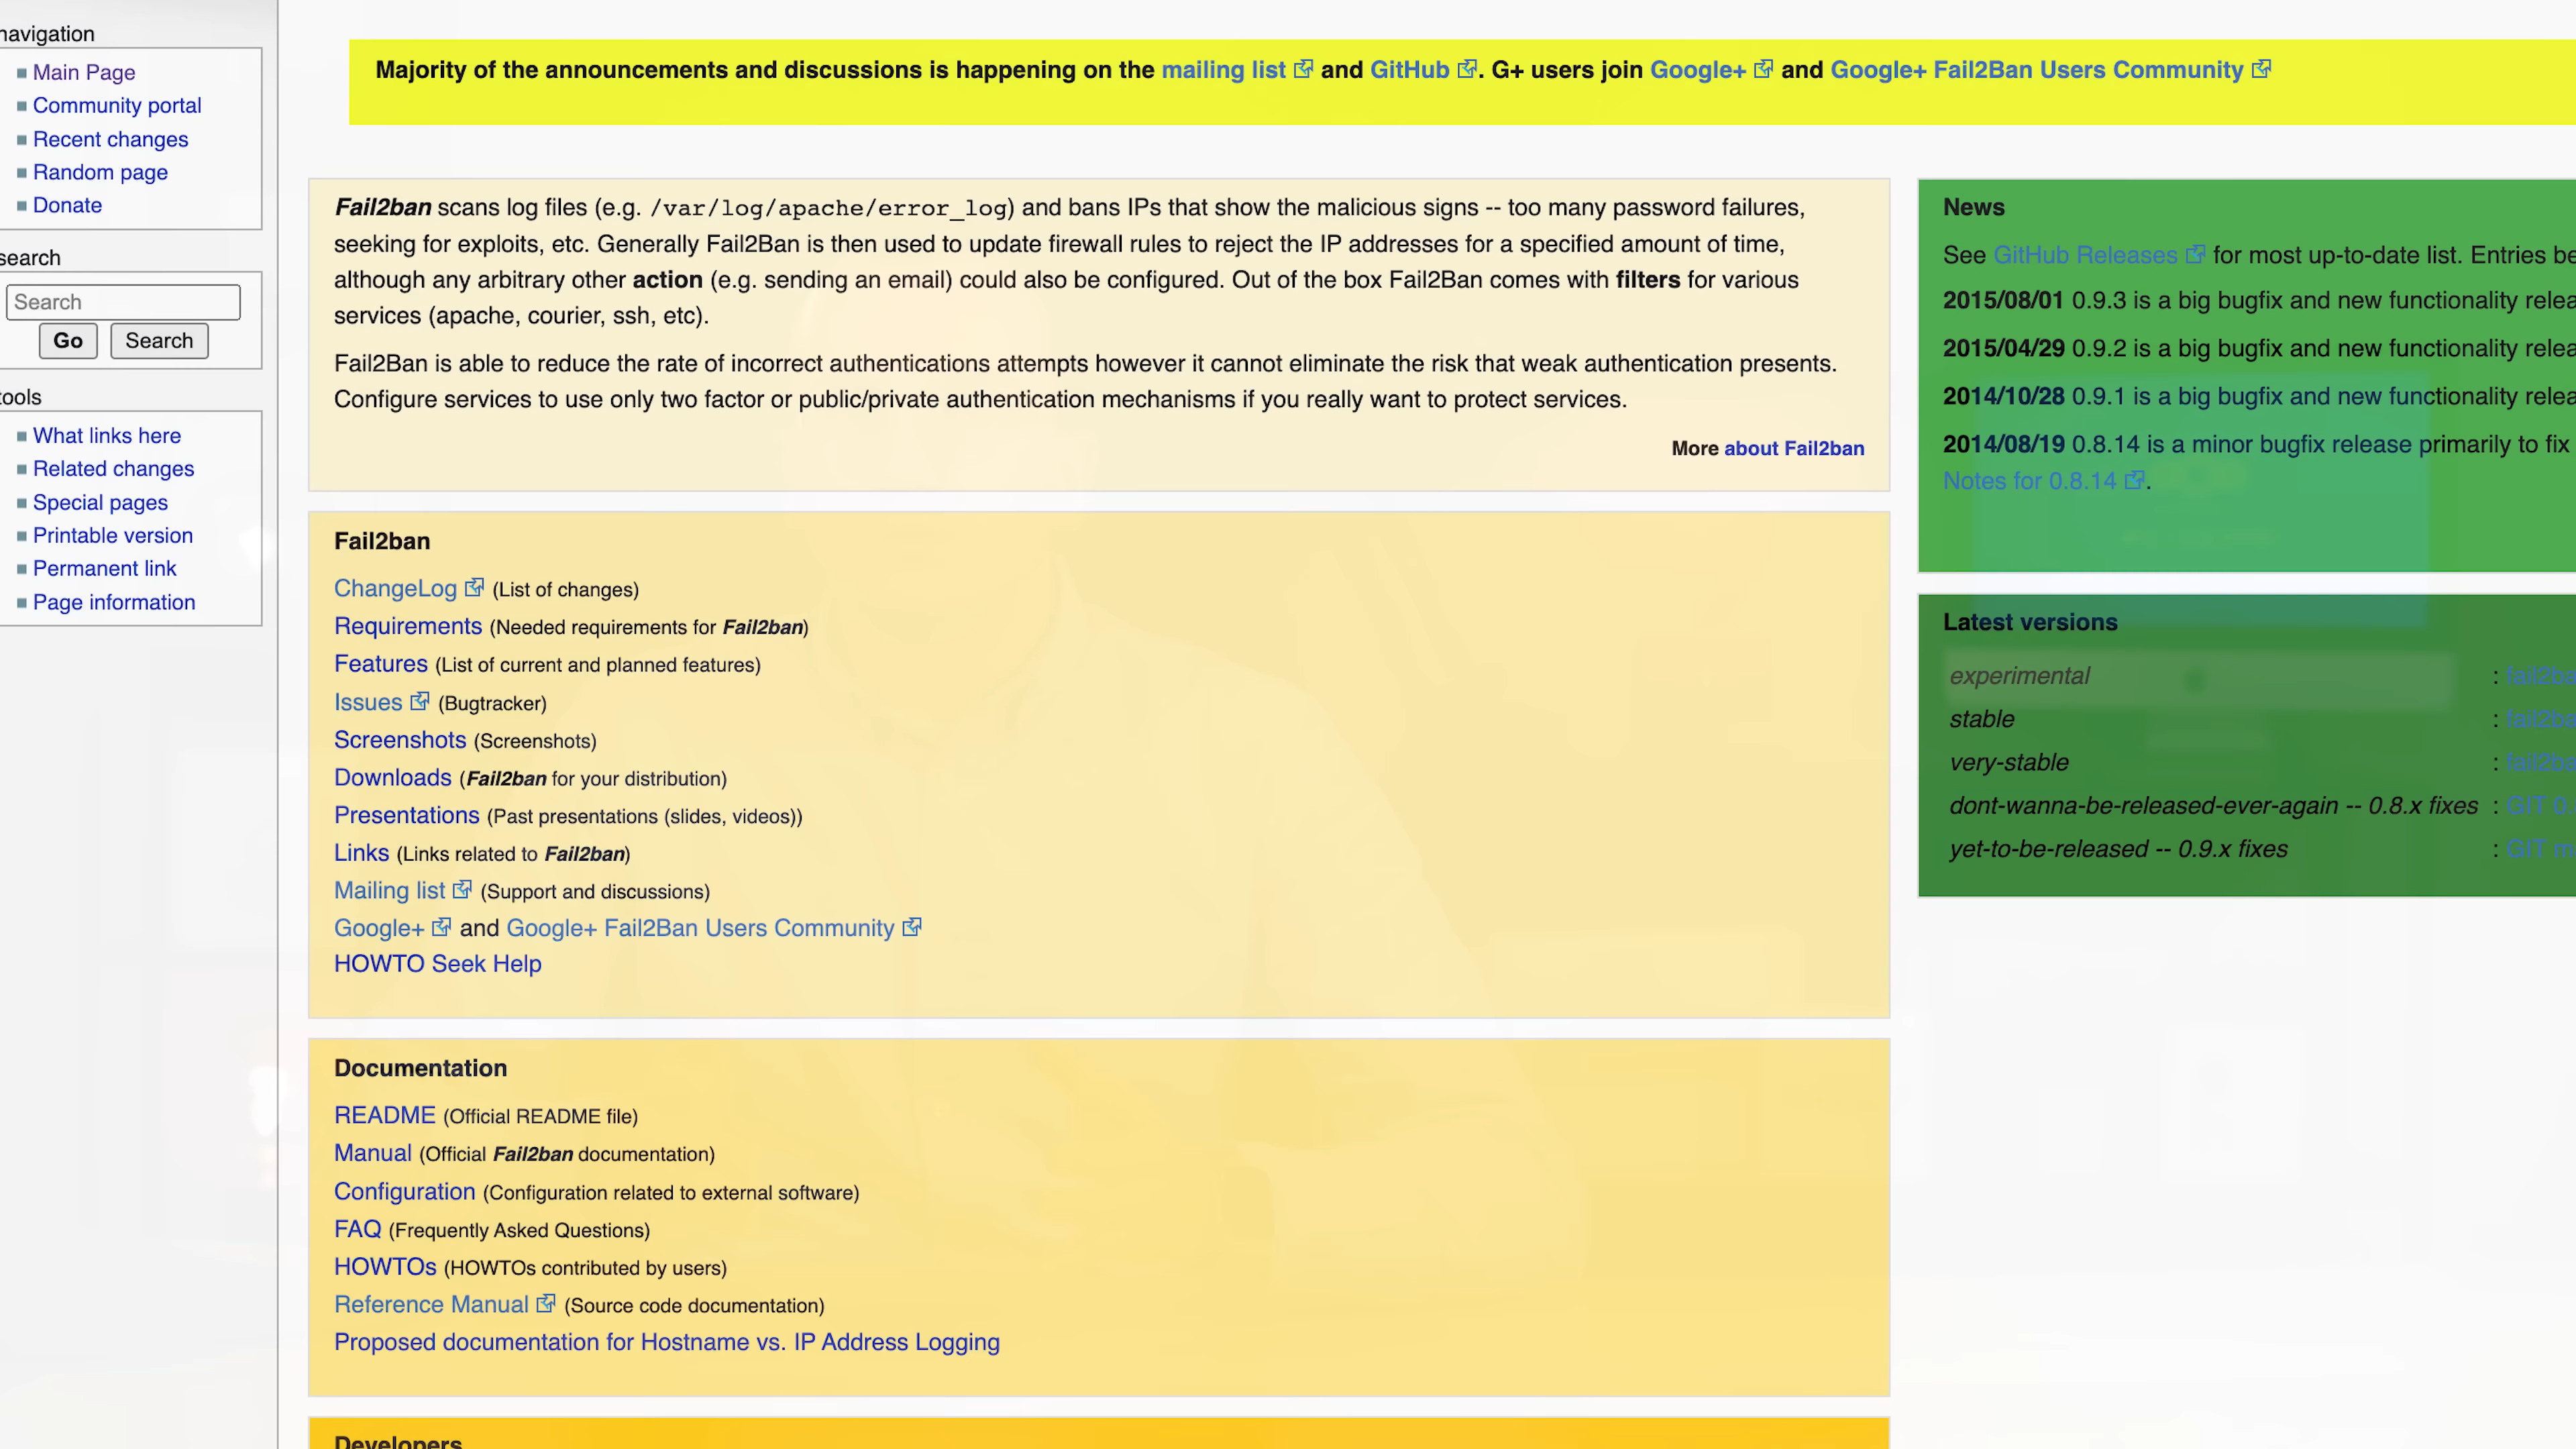 navigation
Main Page
Community portal
Recent changes
Random page
Donate
search
Search
Go Search
tools
What links here
Related changes
Special pages
Printable version
Permanent link
Page information
Majority of the announcements and discussions is happening on the mailing list and GitHub. G+ users join Google+ and Google+ Fail2Ban Users Community
Fail2ban scans log files (e.g. /var/log/apache/error_log) and bans IPs that show the malicious signs -- too many password failures,
seeking for exploits, etc. Generally Fail2Ban is then used to update firewall rules to reject the IP addresses for a specified amount of time,
although any arbitrary other action (e.g. sending an email) could also be configured. Out of the box Fail2Ban comes with filters for various
services (apache, courier, ssh, etc).
Fail2Ban is able to reduce the rate of incorrect authentications attempts however it cannot eliminate the risk that weak authentication presents.
Configure services to use only two factor or public/private authentication mechanisms if you really want to protect services.
More about Fail2ban
Fail2ban
ChangeLog (List of changes)
Requirements (Needed requirements for Fail2ban)
Features (List of current and planned features)
Issues (Bugtracker)
Screenshots (Screenshots)
Downloads (Fail2ban for your distribution)
Presentations (Past presentations (slides, videos))
Links (Links related to Fail2ban)
Mailing list (Support and discussions)
Google+ and Google+ Fail2Ban Users Community
HOWTO Seek Help
Documentation
README (Official README file)
Manual (Official Fail2ban documentation)
Configuration (Configuration related to external software)
FAQ (Frequently Asked Questions)
HOWTOs (HOWTOs contributed by users)
Reference Manual (Source code documentation)
Proposed documentation for Hostname vs. IP Address Logging
Developers
News
See GitHub Releases for most up-to-date list. Entries be
2015/08/01 0.9.3 is a big bugfix and new functionality relea
2015/04/29 0.9.2 is a big bugfix and new functionality relea
2014/10/28 0.9.1 is a big bugfix and new functionality relea
2014/08/19 0.8.14 is a minor bugfix release primarily to fix
Notes for 0.8.14.
Latest versions
experimental : fail2ba
stable : fail2ba
very-stable : fail2ba
dont-wanna-be-released-ever-again -- 0.8.x fixes : GIT 0.
yet-to-be-released -- 0.9.x fixes : GIT m